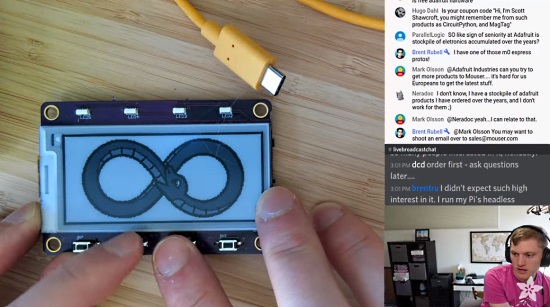 is free adafruit hardware
Hugo Dahl Is your coupon code "Hi, I'm Scott
Shawcroft, you might remember me from such
products as CircuitPython, and MagTag"
ParallelLogic SO like sign of seniority at Adafruit is
stockpile of eletronics accumulated over the years?
Brent Rubell I have one of those m0 express
protos!
Mark Olsson @Adafruit Industries can you try to
get more products to Mouser.... it's hard for us
Europeans to get the latest stuff.
Neradoc I don't know, I have a stockpile of adafruit
products I have ordered over the years, and I don't
work for them ;)
Mark Olsson @Neradoc yeah...I can relate to that.
Brent Rubell @Mark Olsson You may want to
shoot an email over to sales@mouser.com
# livebroadcastchat
3:01 PM dcd order first - ask questions
later....
3:01 PM brentru I didn't expect such high
interest in it. I run my Pi's headless